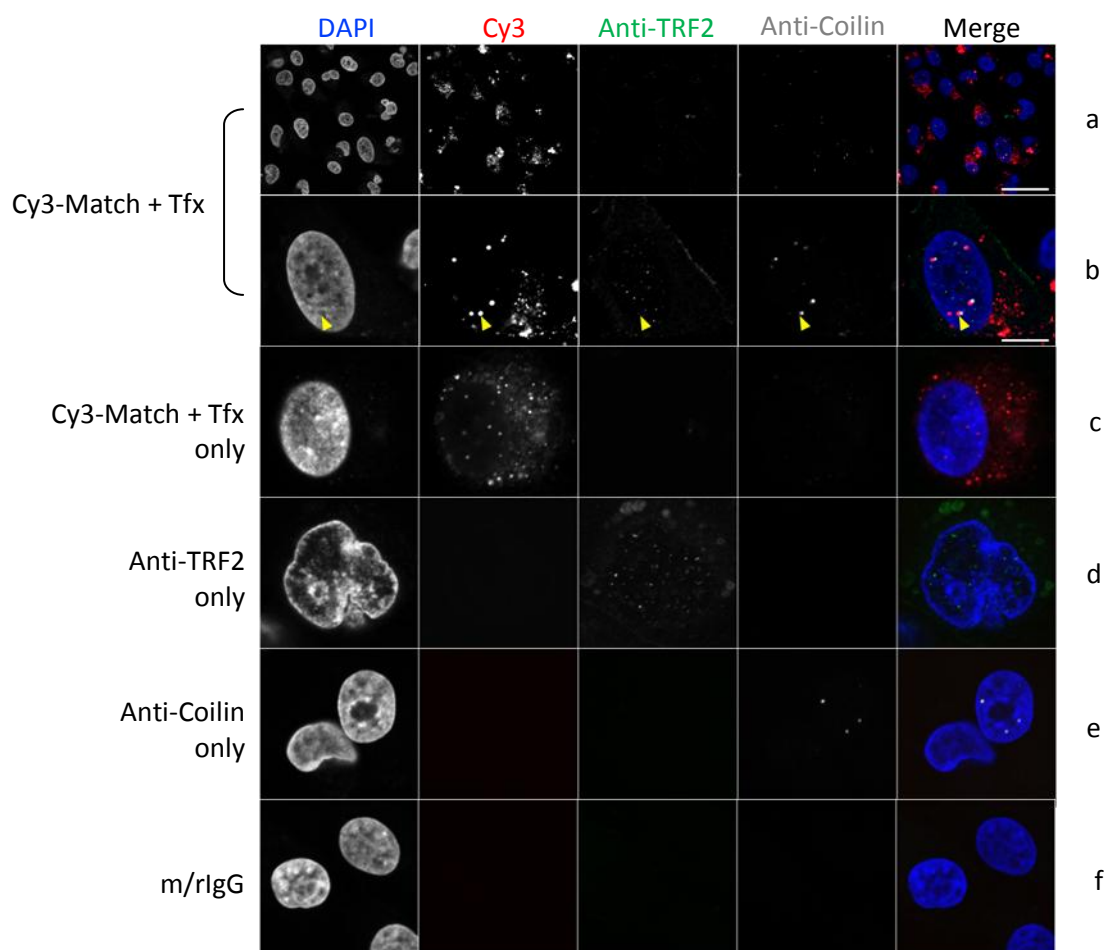 DAPI Cy3 Anti-TRF2 Anti-Coilin Merge
a
Cy3-Match + Tfx
b
Cy3-Match + Tfx
only
c
Anti-TRF2
only
d
Anti-Coilin
only
e
m/rIgG
f